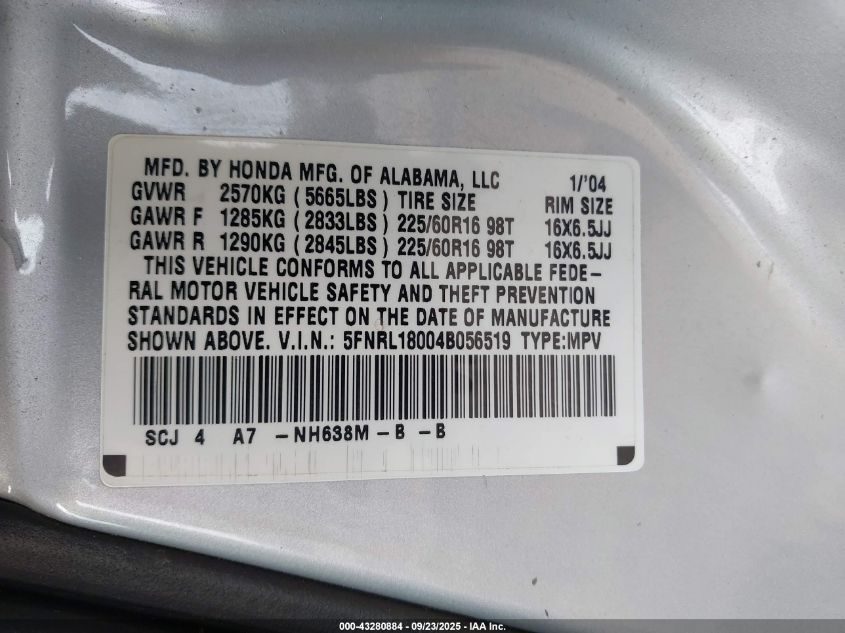 MFD. BY HONDA MFG. OF ALABAMA, LLC 1/'04
GVWR 2570KG ( 5665LBS ) TIRE SIZE RIM SIZE
GAWR F 1285KG ( 2833LBS ) 225/60R16 98T 16X6.5JJ
GAWR R 1290KG ( 2845LBS ) 225/60R16 98T 16X6.5JJ
THIS VEHICLE CONFORMS TO ALL APPLICABLE FEDE-
RAL MOTOR VEHICLE SAFETY AND THEFT PREVENTION
STANDARDS IN EFFECT ON THE DATE OF MANUFACTURE
SHOWN ABOVE. V.I.N.: 5FNRL18004B056519 TYPE:MPV
SCJ 4 A7 -NH638M-B -B
000-43280884 - 09/23/2025 - IAA Inc.